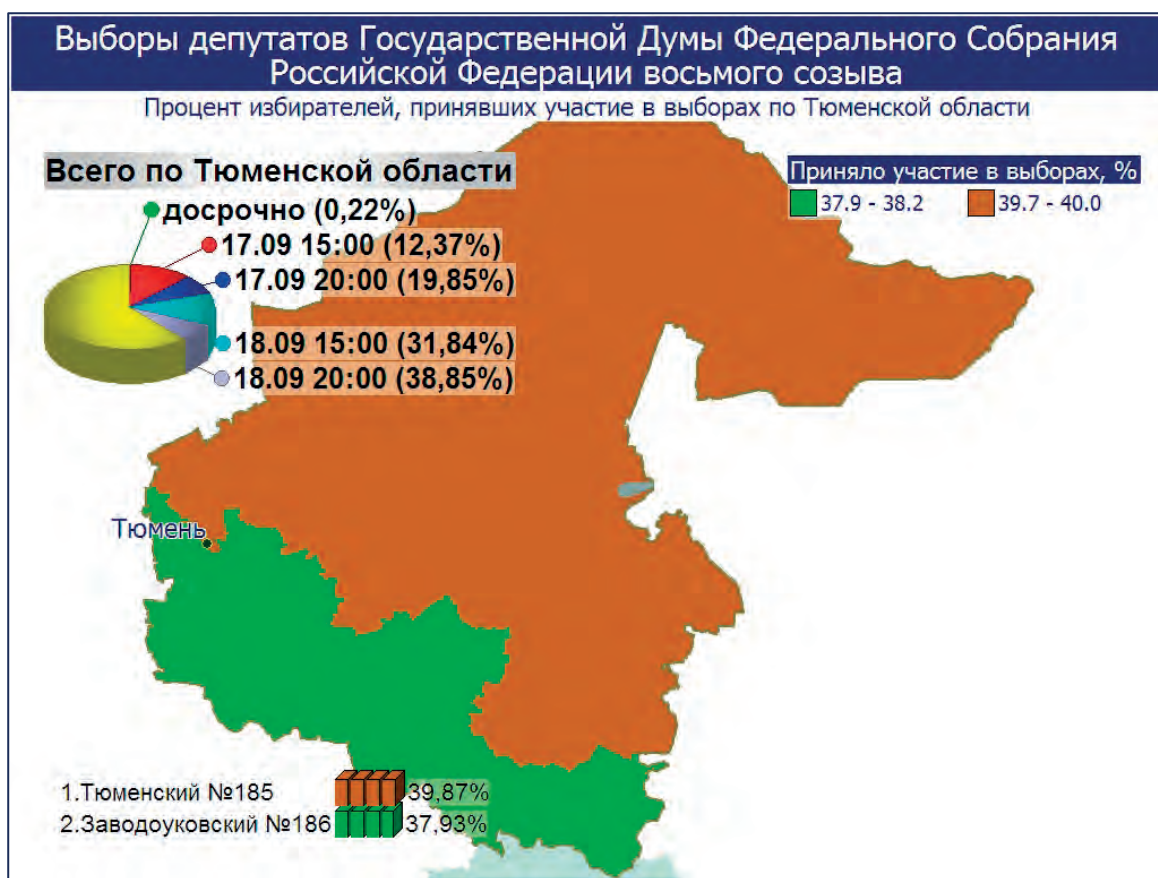 Выборы депутатов Государственной Думы Федерального Собрания
Российской Федерации восьмого созыва
Процент избирателей, принявших участие в выборах по Тюменской области
Всего по Тюменской области
досрочно (0,22%)
17.09 15:00 (12,37%)
17.09 20:00 (19,85%)
18.09 15:00 (31,84%)
18.09 20:00 (38,85%)
Приняло участие в выборах, %
37.9 - 38.2
39.7 - 40.0
Тюмень
1.Тюменский №185 39,87%
2.Заводоуковский №186 37,93%